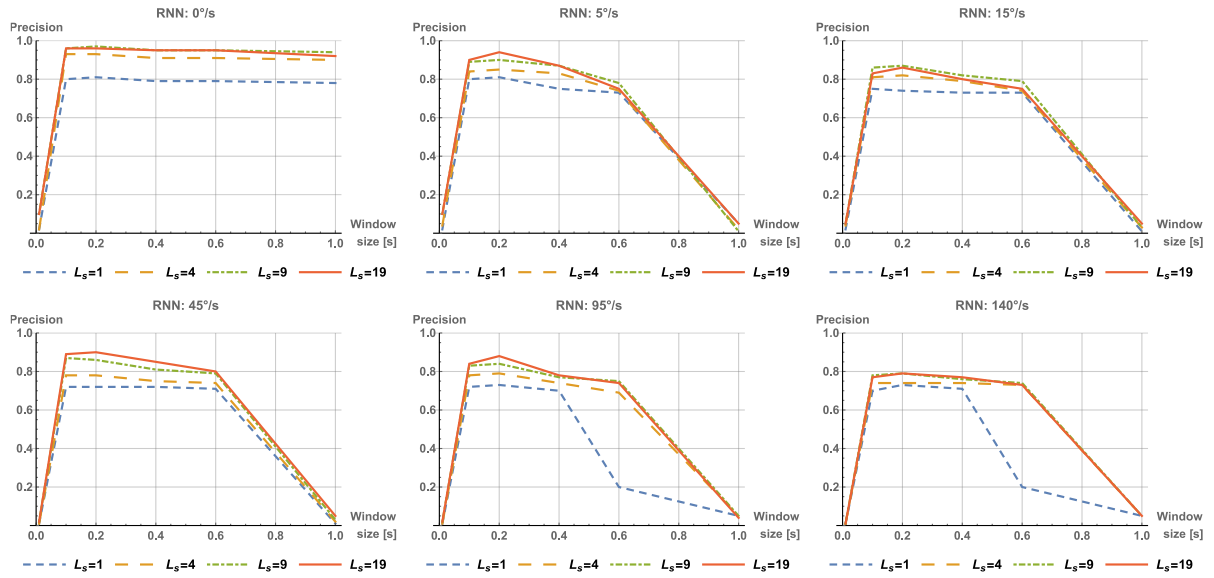 RNN: 0°/s
Precision
1.0
0.8
0.6
0.4
0.2
Window
size [s]
0.0 0.2 0.4 0.6 0.8 1.0
Ls=1 Ls=4 Ls=9 Ls=19
RNN: 5°/s
Precision
1.0
0.8
0.6
0.4
0.2
Window
size [s]
0.0 0.2 0.4 0.6 0.8 1.0
Ls=1 Ls=4 Ls=9 Ls=19
RNN: 15°/s
Precision
1.0
0.8
0.6
0.4
0.2
Window
size [s]
0.0 0.2 0.4 0.6 0.8 1.0
Ls=1 Ls=4 Ls=9 Ls=19
RNN: 45°/s
Precision
1.0
0.8
0.6
0.4
0.2
Window
size [s]
0.0 0.2 0.4 0.6 0.8 1.0
Ls=1 Ls=4 Ls=9 Ls=19
RNN: 95°/s
Precision
1.0
0.8
0.6
0.4
0.2
Window
size [s]
0.0 0.2 0.4 0.6 0.8 1.0
Ls=1 Ls=4 Ls=9 Ls=19
RNN: 140°/s
Precision
1.0
0.8
0.6
0.4
0.2
Window
size [s]
0.0 0.2 0.4 0.6 0.8 1.0
Ls=1 Ls=4 Ls=9 Ls=19